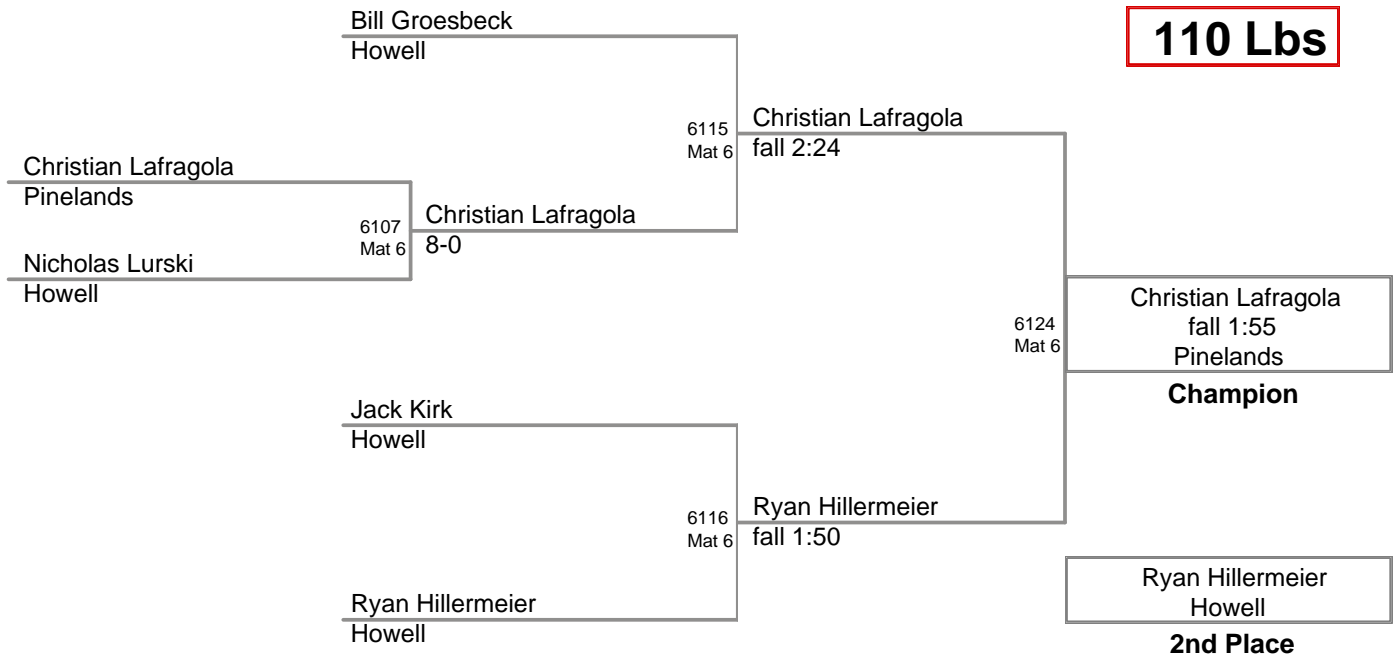 Bill Groesbeck
Howell
110 Lbs
6115
Mat 6
Christian Lafragola
fall 2:24
Christian Lafragola
Pinelands
6107
Mat 6
Christian Lafragola
8-0
Nicholas Lurski
Howell
6124
Mat 6
Christian Lafragola
fall 1:55
Pinelands
Champion
Jack Kirk
Howell
6116
Mat 6
Ryan Hillermeier
fall 1:50
Ryan Hillermeier
Howell
Ryan Hillermeier
Howell
2nd Place